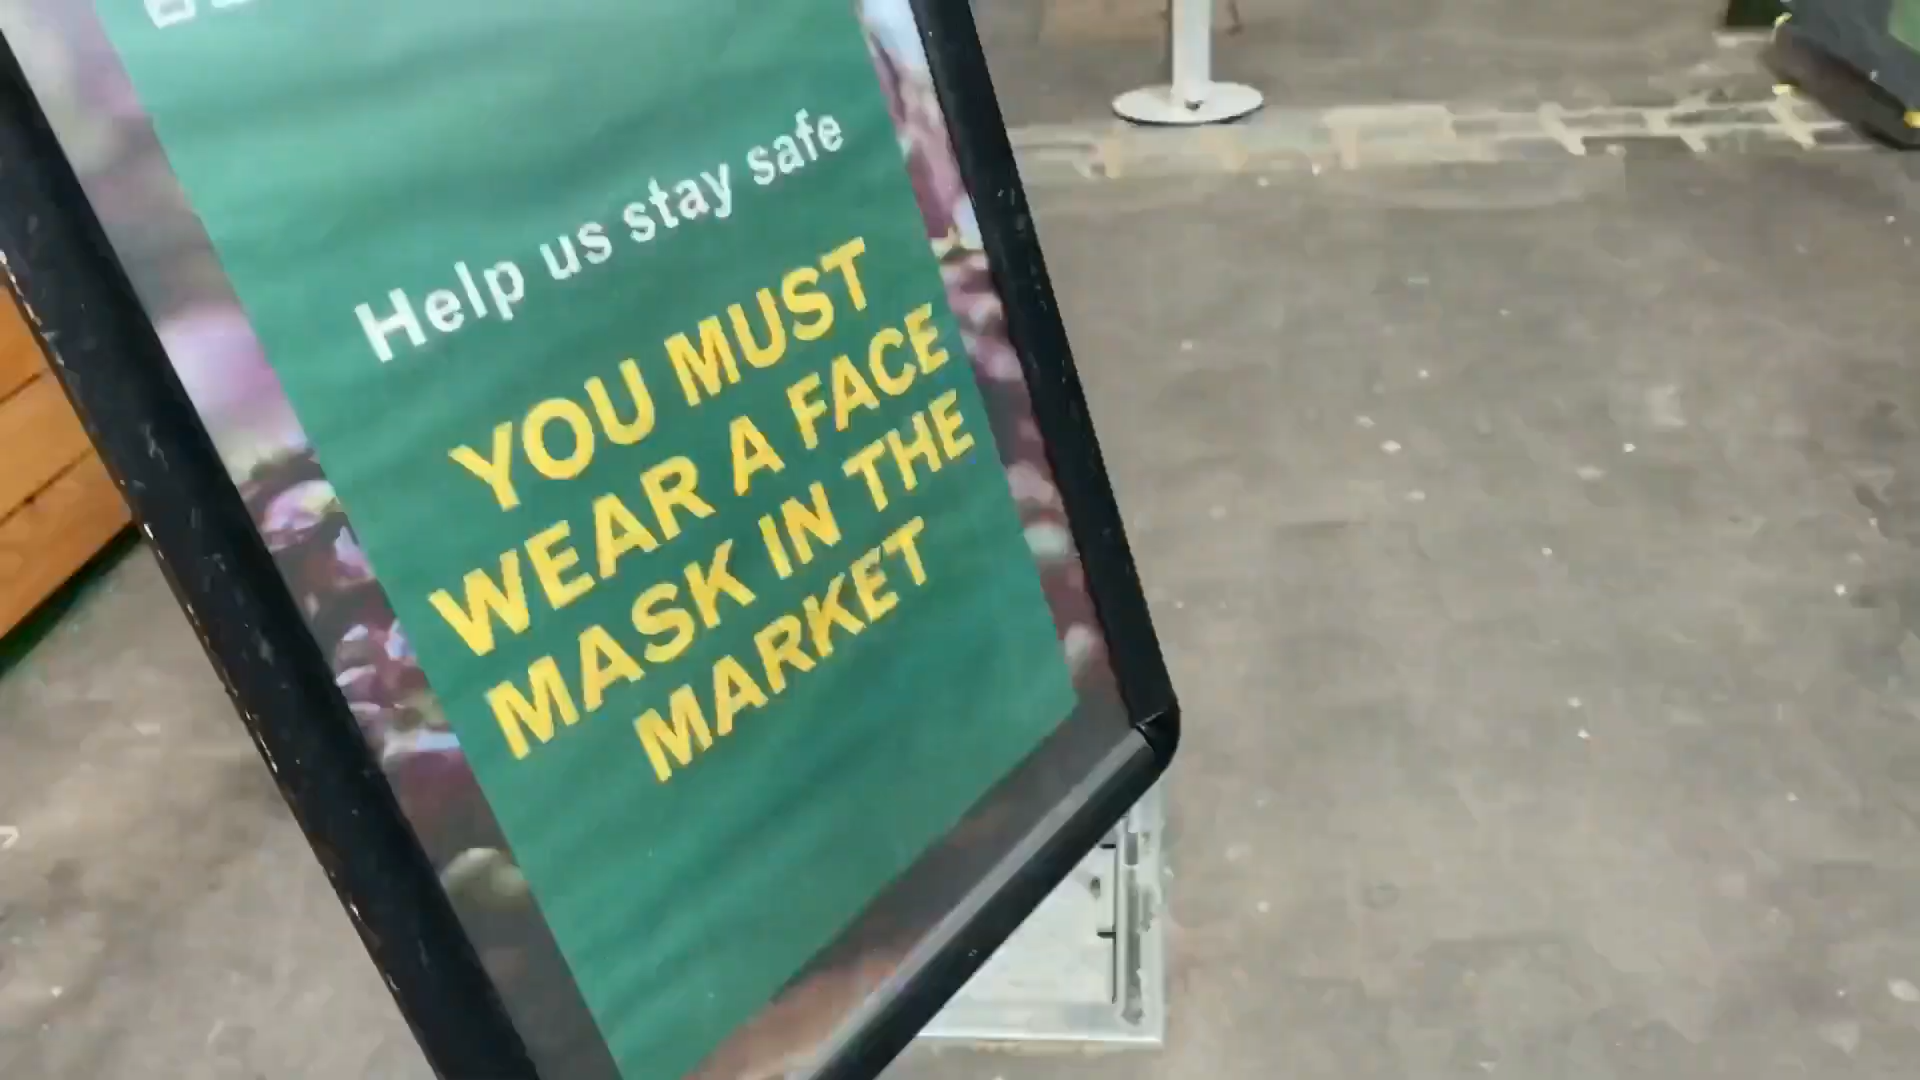 Help us stay safe
YOU MUST
WEAR A FACE
MASK IN THE
MARKET